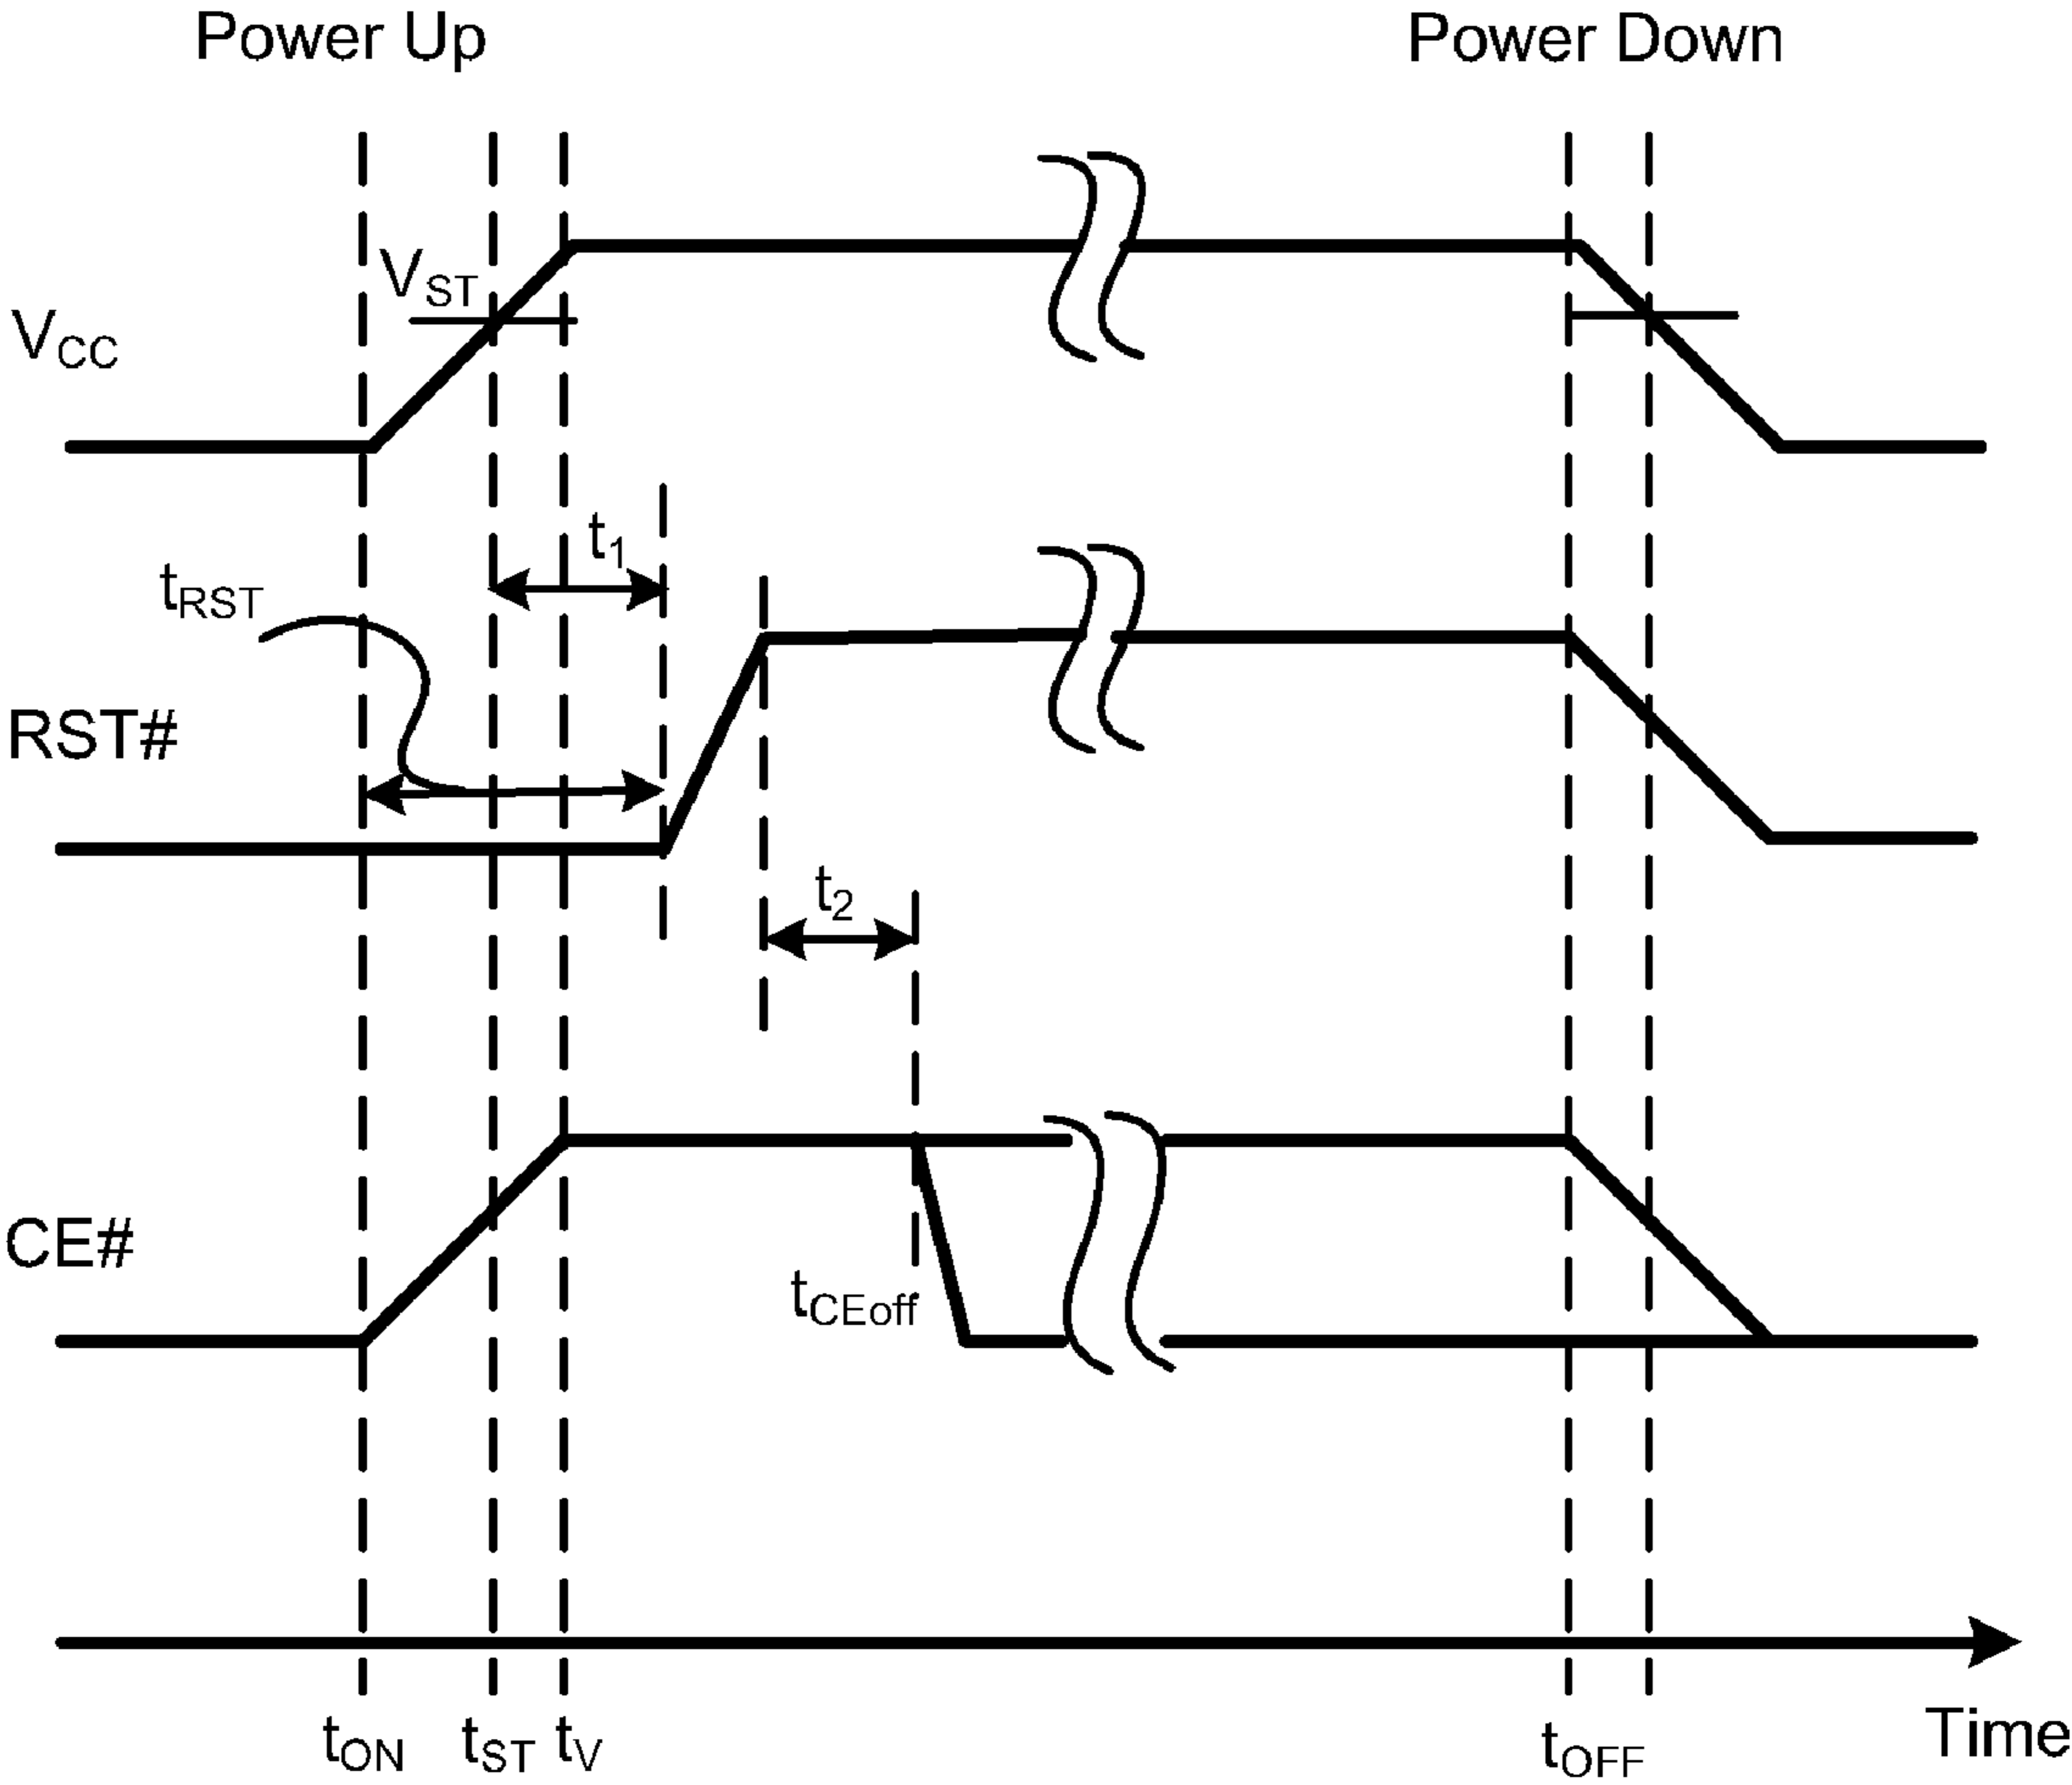 Power Up
Power Down
VST
VCC
t1
tRST
RST#
t2
CE#
tCEoff
tON
tST
tV
tOFF
Time